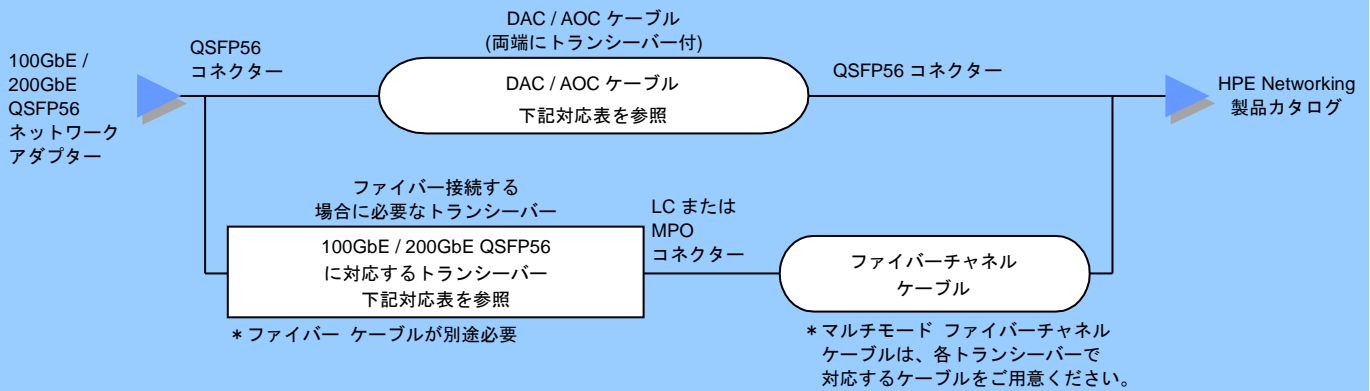 100GbE /
200GbE
QSFP56
ネットワーク
アダプター
QSFP56
コネクター
DAC / AOC ケーブル
(両端にトランシーバー付)
DAC / AOC ケーブル
下記対応表を参照
QSFP56 コネクター
HPE Networking
製品カタログ
ファイバー接続する
場合に必要なトランシーバー
100GbE / 200GbE QSFP56
に対応するトランシーバー
下記対応表を参照
＊ファイバー ケーブルが別途必要
LC または
MPO
コネクター
ファイバーチャネル
ケーブル
＊マルチモード ファイバーチャネル
ケーブルは、各トランシーバーで
対応するケーブルをご用意ください。